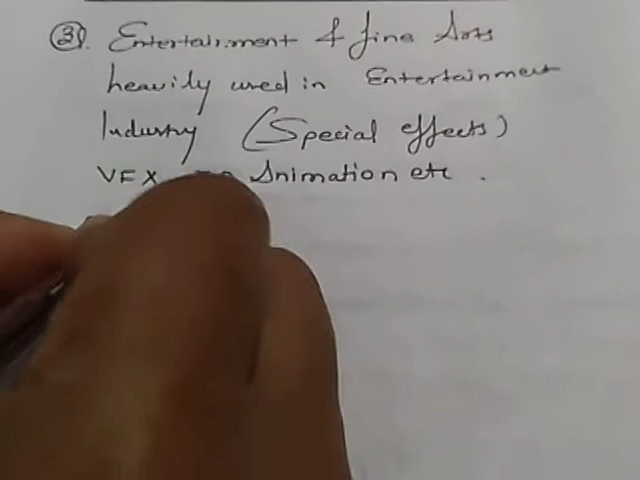 ③. Entertainment & fine Arts
heavily used in Entertainment
Industry (Special effects)
VFX Animation etc.